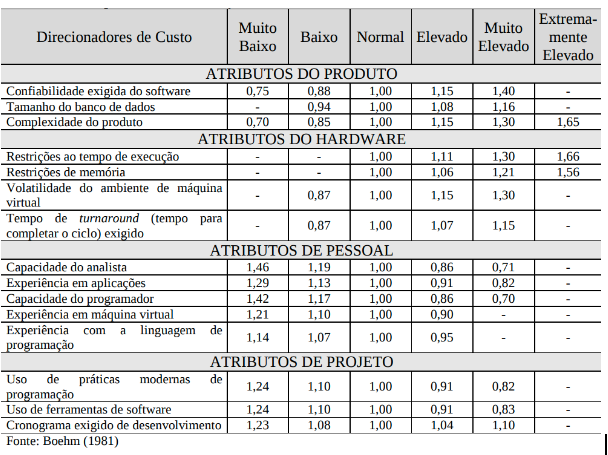 Direcionadores de Custo Muito Baixo Baixo Normal Elevado Muito Elevado Extrema-mente Elevado
ATRIBUTOS DO PRODUTO
Confiabilidade exigida do software 0,75 0,88 1,00 1,15 1,40 -
Tamanho do banco de dados - 0,94 1,00 1,08 1,16 -
Complexidade do produto 0,70 0,85 1,00 1,15 1,30 1,65
ATRIBUTOS DO HARDWARE
Restrições ao tempo de execução - - 1,00 1,11 1,30 1,66
Restrições de memória - - 1,00 1,06 1,21 1,56
Volatilidade do ambiente de máquina
virtual - 0,87 1,00 1,15 1,30 -
Tempo de turnaround (tempo para
completar o ciclo) exigido - 0,87 1,00 1,07 1,15 -
ATRIBUTOS DE PESSOAL
Capacidade do analista 1,46 1,19 1,00 0,86 0,71 -
Experiência em aplicações 1,29 1,13 1,00 0,91 0,82 -
Capacidade do programador 1,42 1,17 1,00 0,86 0,70 -
Experiência em máquina virtual 1,21 1,10 1,00 0,90 - -
Experiência com a linguagem de
programação 1,14 1,07 1,00 0,95 - -
ATRIBUTOS DE PROJETO
Uso de práticas modernas de
programação 1,24 1,10 1,00 0,91 0,82 -
Uso de ferramentas de software 1,24 1,10 1,00 0,91 0,83 -
Cronograma exigido de desenvolvimento 1,23 1,08 1,00 1,04 1,10 -
Fonte: Boehm (1981)